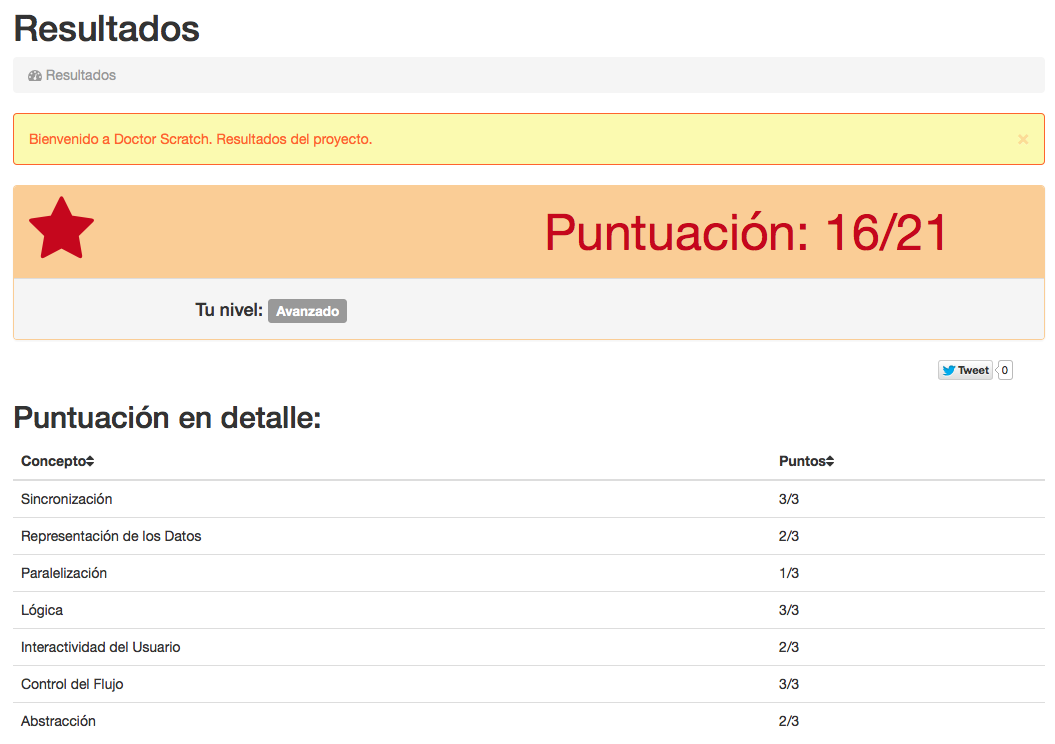 Resultados
Resultados
Bienvenido a Doctor Scratch. Resultados del proyecto. ×
Puntuación: 16/21
Tu nivel: Avanzado
Tweet 0
Puntuación en detalle:
Concepto Puntos
Sincronización 3/3
Representación de los Datos 2/3
Paralelización 1/3
Lógica 3/3
Interactividad del Usuario 2/3
Control del Flujo 3/3
Abstracción 2/3